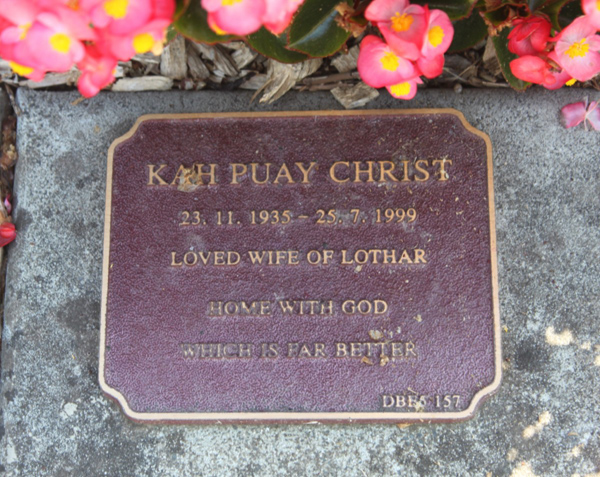 KAH PUAY CHRIST
23. 11. 1935 – 25. 7. 1999
LOVED WIFE OF LOTHAR
HOME WITH GOD
WHICH IS FAR BETTER
157